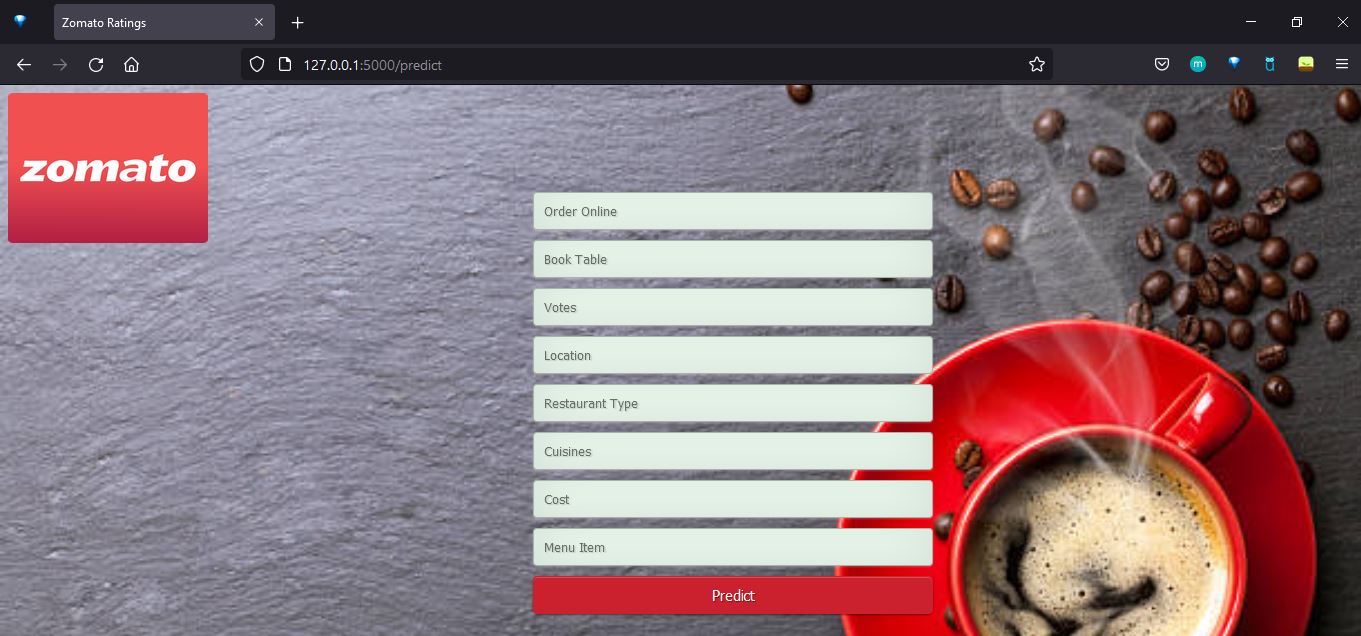 Zomato Ratings
127.0.0.1:5000/predict
m
zomato
Order Online
Book Table
Votes
Location
Restaurant Type
Cuisines
Cost
Menu Item
Predict